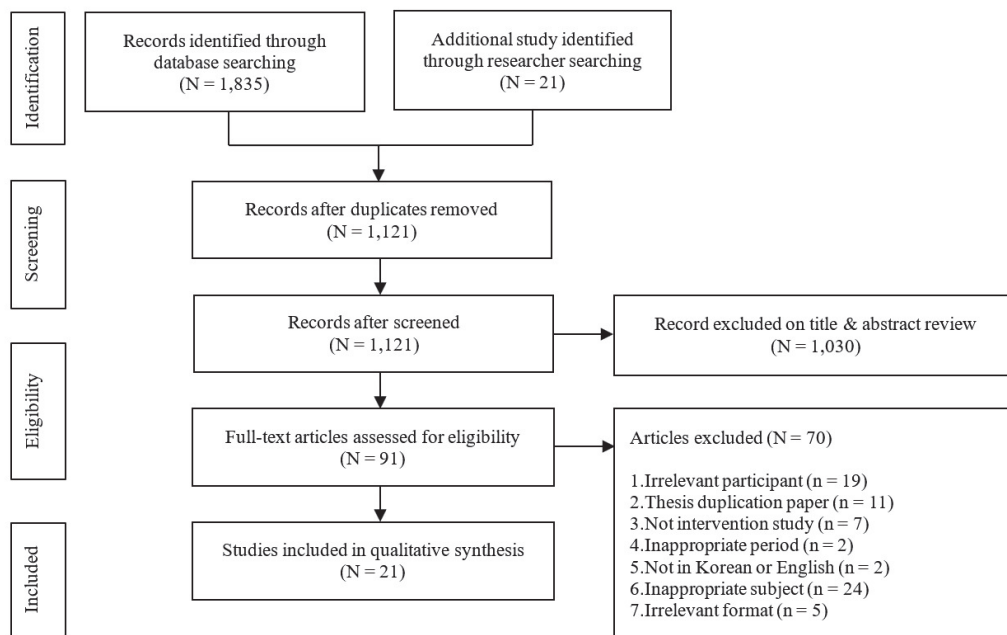 Identification
Records identified through
database searching
(N = 1,835)
Additional study identified
through researcher searching
(N = 21)
Screening
Records after duplicates removed
(N = 1,121)
Records after screened
(N = 1,121)
Record excluded on title & abstract review
(N = 1,030)
Eligibility
Full-text articles assessed for eligibility
(N = 91)
Articles excluded (N = 70)
1.Irrelevant participant (n = 19)
2.Thesis duplication paper (n = 11)
3.Not intervention study (n = 7)
4.Inappropriate period (n = 2)
5.Not in Korean or English (n = 2)
6.Inappropriate subject (n = 24)
7.Irrelevant format (n = 5)
Included
Studies included in qualitative synthesis
(N = 21)